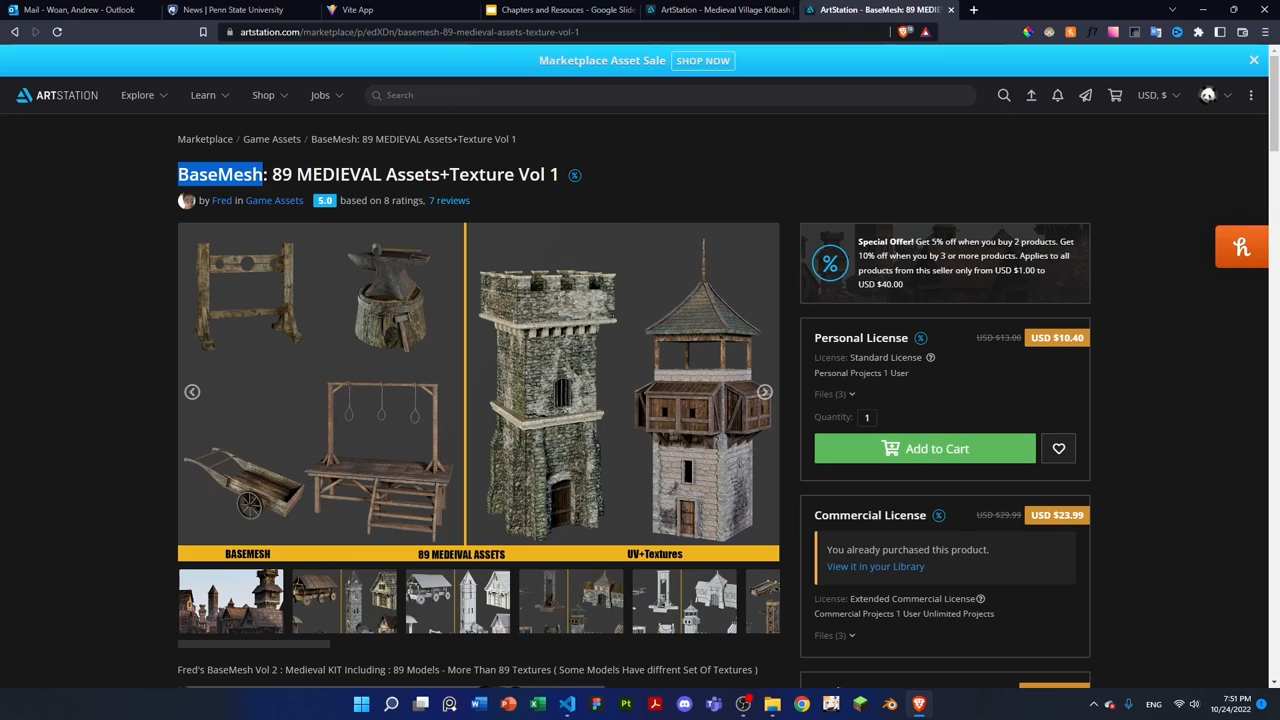 Mail - Woan, Andrew - Outlook
News | Penn State University
Vite App
Chapters and Resouces - Google Slide
ArtStation - Medieval Village Kitbash
ArtStation - BaseMesh: 89 MEDIE
artstation.com/marketplace/p/edXDn/basemesh-89-medieval-assets-texture-vol-1
Marketplace Asset Sale SHOP NOW
ARTSTATION Explore Learn Shop Jobs Search USD, $
Marketplace / Game Assets / BaseMesh: 89 MEDIEVAL Assets+Texture Vol 1
BaseMesh: 89 MEDIEVAL Assets+Texture Vol 1
by Fred in Game Assets 5.0 based on 8 ratings, 7 reviews
BASEMESH 89 MEDEIVAL ASSETS UV+Textures
Fred's BaseMesh Vol 2 : Medieval KIT Including : 89 Models - More Than 89 Textures ( Some Models Have diffrent Set Of Textures )
Special Offer! Get 5% off when you buy 2 products. Get
10% off when you by 3 or more products. Applies to all
products from this seller only from USD $1.00 to
USD $40.00
Personal License USD $13.00 USD $10.40
License: Standard License
Personal Projects 1 User
Files (3)
Quantity: 1
Add to Cart
Commercial License USD $29.99 USD $23.99
You already purchased this product.
View it in your Library
License: Extended Commercial License
Commercial Projects 1 User Unlimited Projects
Files (3)
ENG
7:51 PM
10/24/2022